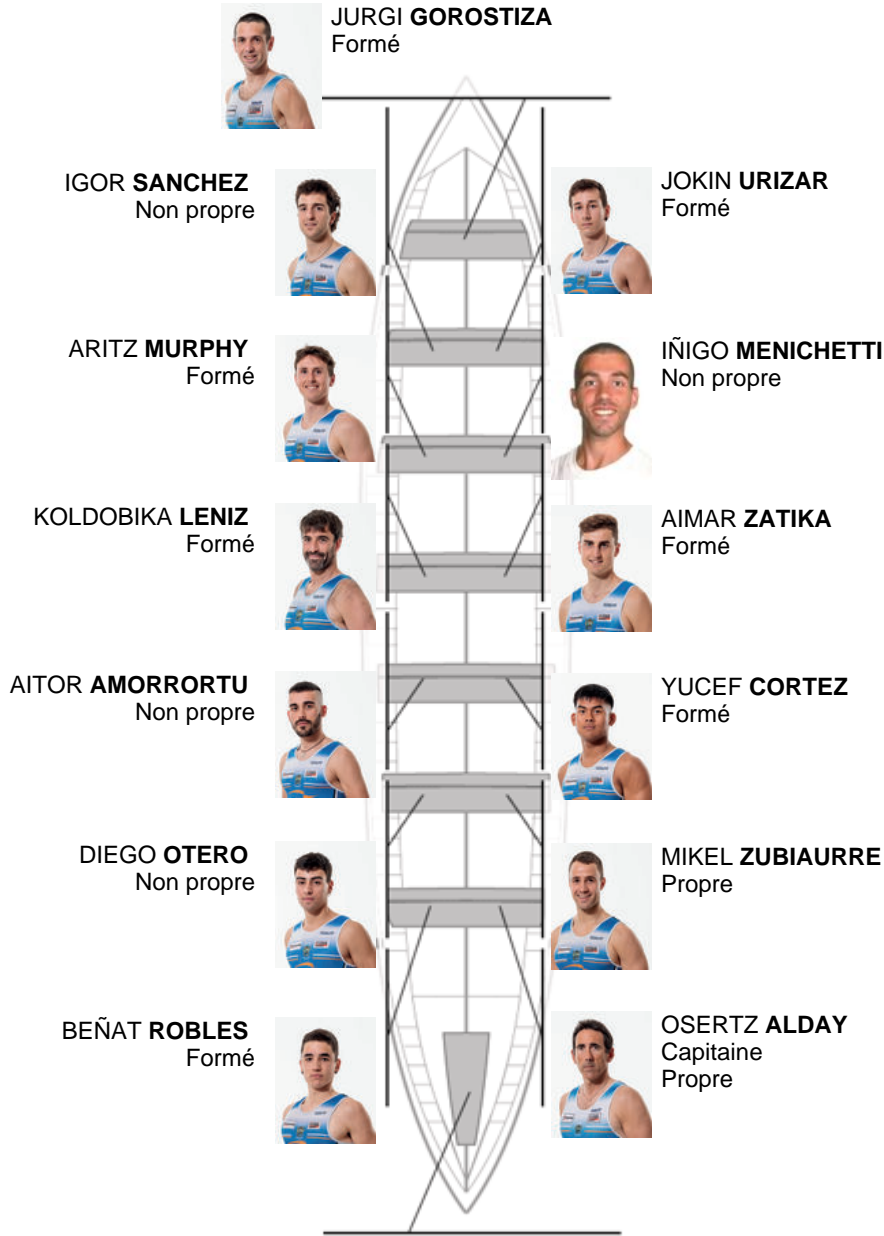 JURGI GOROSTIZA
Formé
IGOR SANCHEZ
Non propre
JOKIN URIZAR
Formé
ARITZ MURPHY
Formé
IÑIGO MENICHETTI
Non propre
KOLDOBIKA LENIZ
Formé
AIMAR ZATIKA
Formé
AITOR AMORRORTU
Non propre
YUCEF CORTEZ
Formé
DIEGO OTERO
Non propre
MIKEL ZUBIAURRE
Propre
BEÑAT ROBLES
Formé
OSERTZ ALDAY
Capitaine
Propre